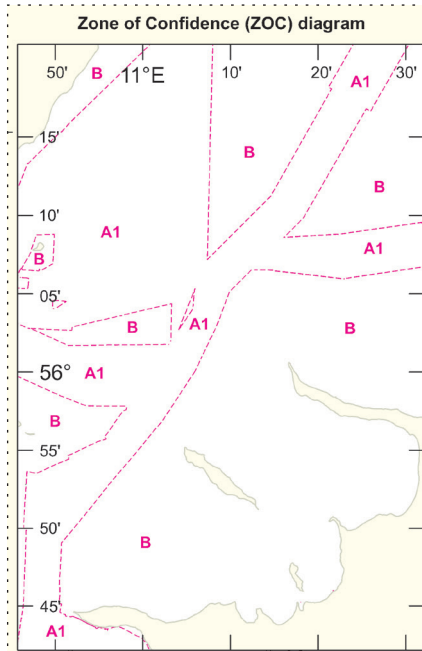 Zone of Confidence (ZOC) diagram
50' 11°E 10' 20' 30'
B
A1
B
15'
B
10'
A1
A1
B
05'
B
A1
B
56°
A1
B
55'
50'
B
45'
A1